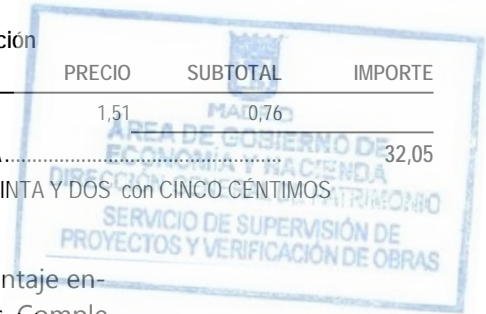 ción
PRECIO SUBTOTAL IMPORTE
1,51 0,76
MADRID
ÁREA DE GOBIERNO DE
A.................................................................. 32,05
ECONOMÍA Y HACIENDA
INTA Y DOS con CINCO CÉNTIMOS
DIRECCIÓN GENERAL DE PATRIMONIO
SERVICIO DE SUPERVISIÓN DE
PROYECTOS Y VERIFICACIÓN DE OBRAS
ntaje en-
Comple